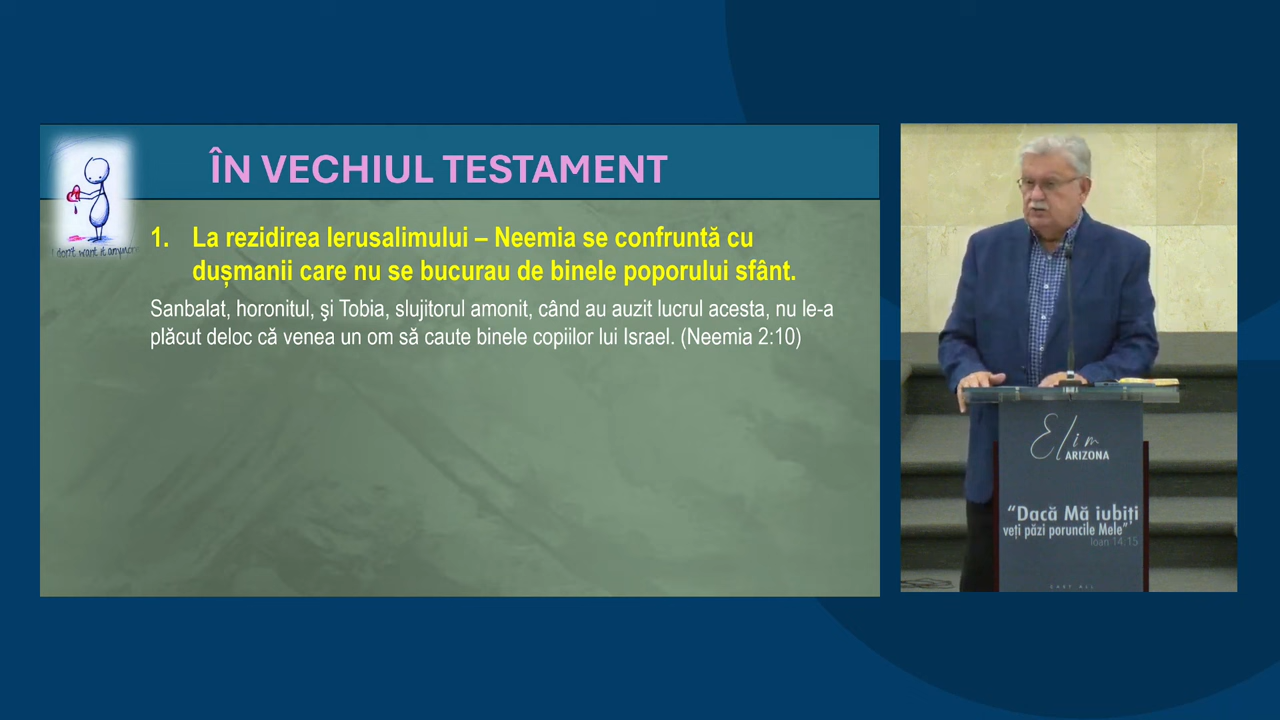 ÎN VECHIUL TESTAMENT
I don't want it anymore
1. La rezidirea Ierusalimului – Neemia se confruntă cu
dușmanii care nu se bucurau de binele poporului sfânt.
Sanbalat, horonitul, şi Tobia, slujitorul amonit, când au auzit lucrul acesta, nu le-a
plăcut deloc că venea un om să caute binele copiilor lui Israel. (Neemia 2:10)
Elim
ARIZONA
“Dacă Mă iubiți
veți păzi poruncile Mele”
Ioan 14:15